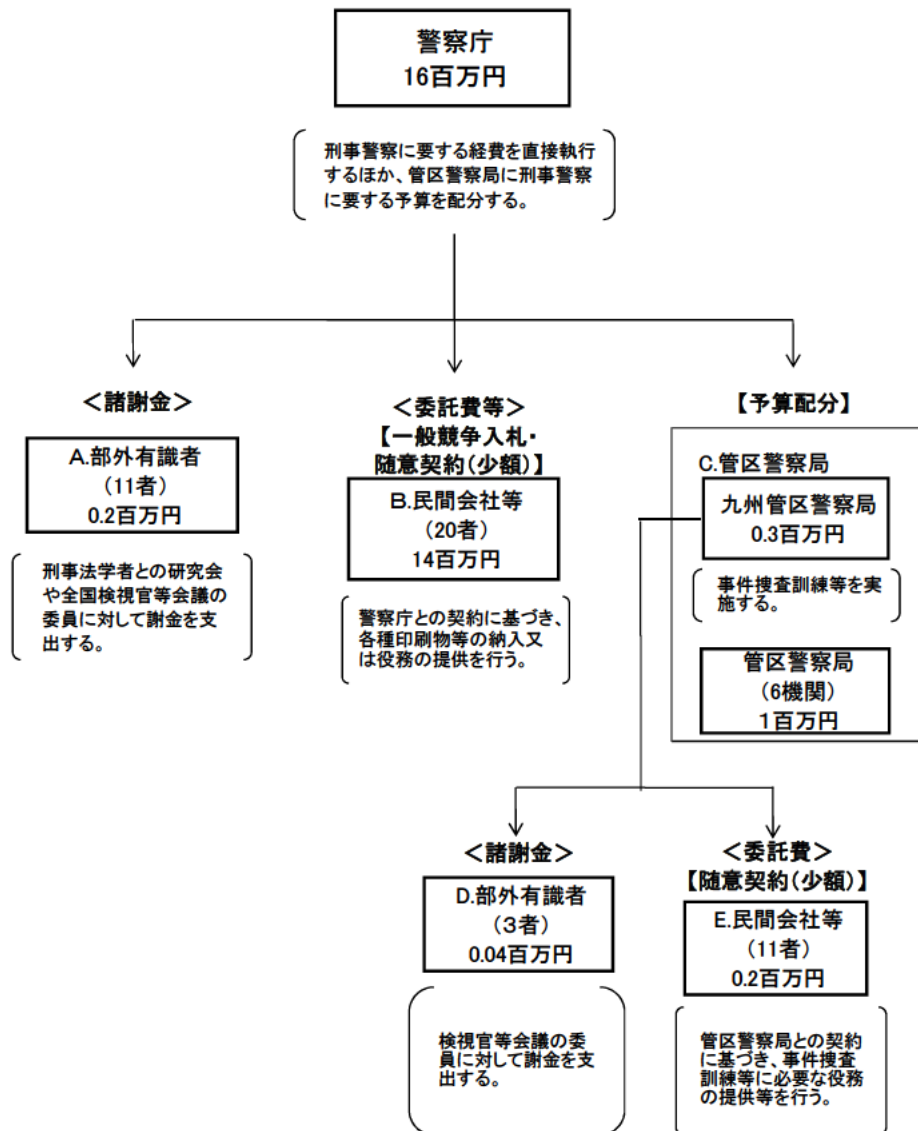 警察庁
16百万円
刑事警察に要する経費を直接執行
するほか、管区警察局に刑事警察
に要する予算を配分する。
＜諸謝金＞
A.部外有識者
(11者)
0.2百万円
刑事法学者との研究会
や全国検視官等会議の
委員に対して謝金を支
出する。
＜委託費等＞
【一般競争入札・
随意契約(少額)】
B.民間会社等
(20者)
14百万円
警察庁との契約に基づき、
各種印刷物等の納入又
は役務の提供を行う。
【予算配分】
C.管区警察局
九州管区警察局
0.3百万円
事件捜査訓練等を実
施する。
管区警察局
(6機関)
1百万円
＜諸謝金＞
D.部外有識者
(3者)
0.04百万円
検視官等会議の委
員に対して謝金を支
出する。
＜委託費＞
【随意契約(少額)】
E.民間会社等
(11者)
0.2百万円
管区警察局との契約
に基づき、事件捜査
訓練等に必要な役務
の提供等を行う。